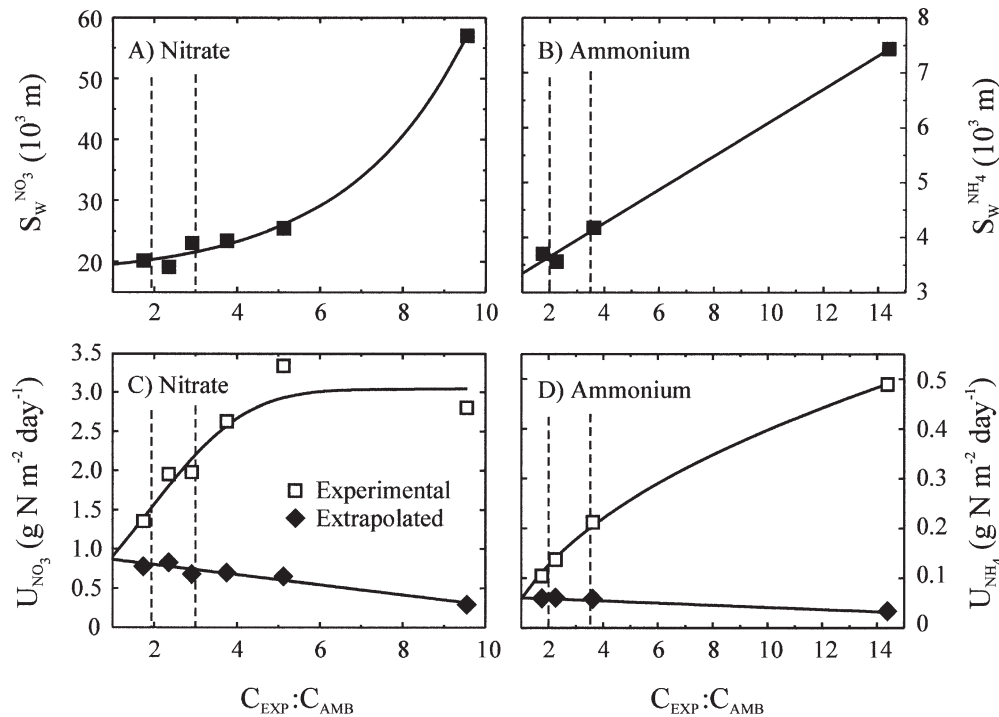 A) Nitrate
S_W^NO₃ (10³ m)
60
50
40
30
20
10
2 4 6 8 10
B) Ammonium
S_W^NH₄ (10³ m)
8
7
6
5
4
3
2 4 6 8 10 12 14
C) Nitrate
U_NO₃ (g N m⁻² day⁻¹)
3.5
3.0
2.5
2.0
1.5
1.0
0.5
0
Experimental
Extrapolated
2 4 6 8 10
C_EXP:C_AMB
D) Ammonium
U_NH₄ (g N m⁻² day⁻¹)
0.5
0.4
0.3
0.2
0.1
0
2 4 6 8 10 12 14
C_EXP:C_AMB